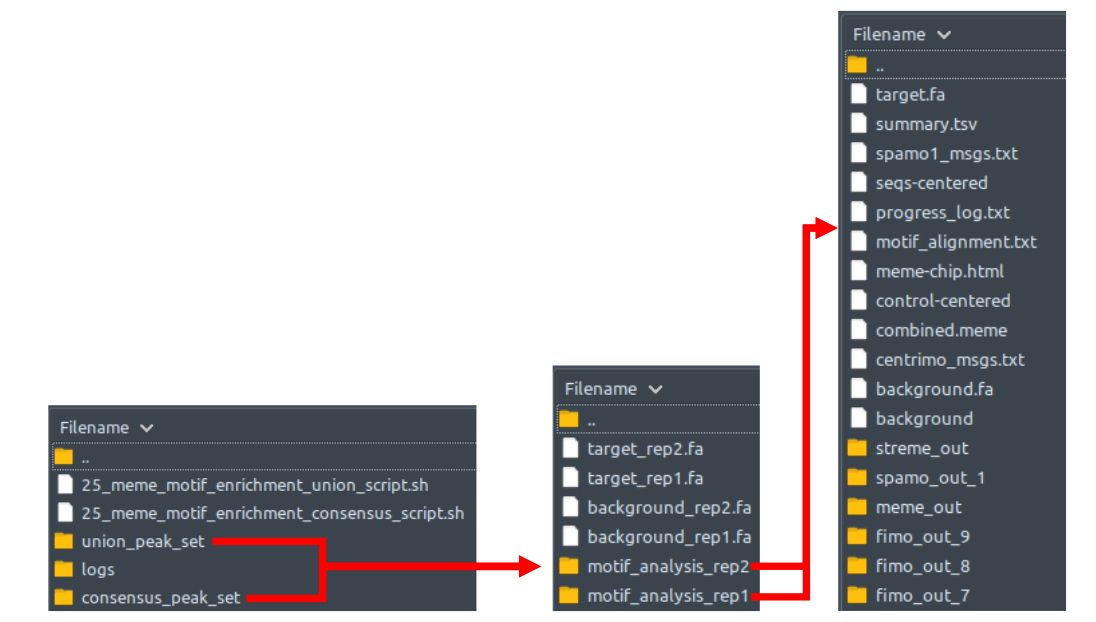 Filename
..
25_meme_motif_enrichment_union_script.sh
25_meme_motif_enrichment_consensus_script.sh
union_peak_set
logs
consensus_peak_set
Filename
..
target_rep2.fa
target_rep1.fa
background_rep2.fa
background_rep1.fa
motif_analysis_rep2
motif_analysis_rep1
Filename
..
target.fa
summary.tsv
spamo1_msgs.txt
seqs-centered
progress_log.txt
motif_alignment.txt
meme-chip.html
control-centered
combined.meme
centrimo_msgs.txt
background.fa
background
streme_out
spamo_out_1
meme_out
fimo_out_9
fimo_out_8
fimo_out_7